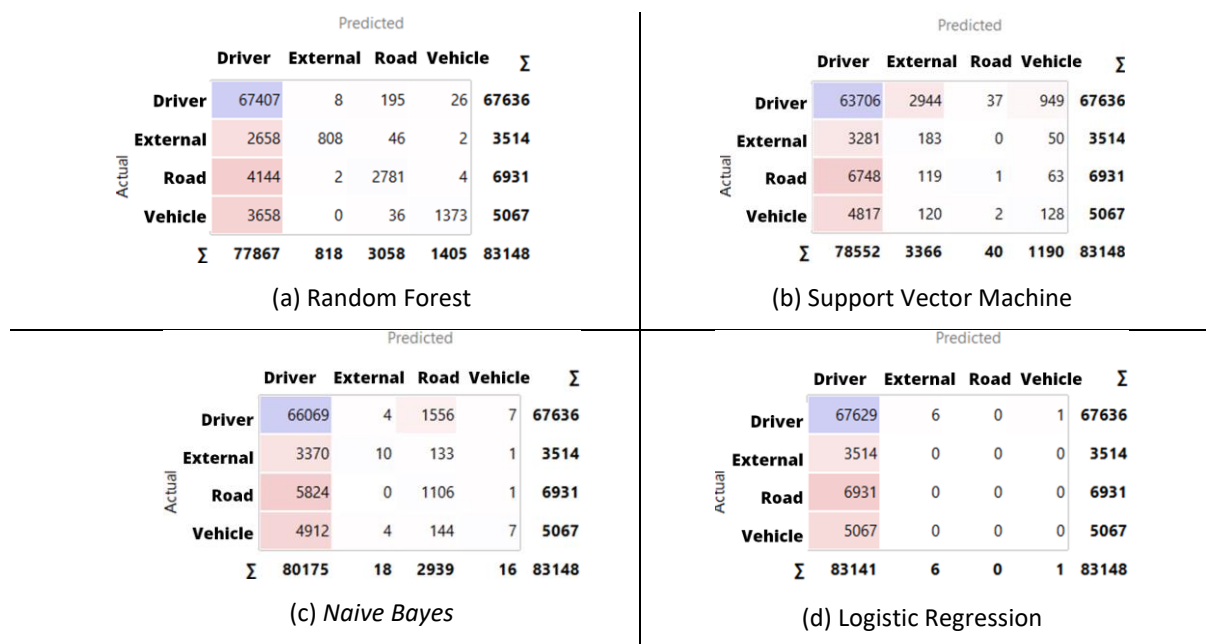 Predicted
Driver External Road Vehicle Σ
Driver 67407 8 195 26 67636
External 2658 808 46 2 3514
Road 4144 2 2781 4 6931
Vehicle 3658 0 36 1373 5067
Σ 77867 818 3058 1405 83148
Actual
(a) Random Forest
Predicted
Driver External Road Vehicle Σ
Driver 63706 2944 37 949 67636
External 3281 183 0 50 3514
Road 6748 119 1 63 6931
Vehicle 4817 120 2 128 5067
Σ 78552 3366 40 1190 83148
Actual
(b) Support Vector Machine
Predicted
Driver External Road Vehicle Σ
Driver 66069 4 1556 7 67636
External 3370 10 133 1 3514
Road 5824 0 1106 1 6931
Vehicle 4912 4 144 7 5067
Σ 80175 18 2939 16 83148
Actual
(c) Naive Bayes
Predicted
Driver External Road Vehicle Σ
Driver 67629 6 0 1 67636
External 3514 0 0 0 3514
Road 6931 0 0 0 6931
Vehicle 5067 0 0 0 5067
Σ 83141 6 0 1 83148
Actual
(d) Logistic Regression